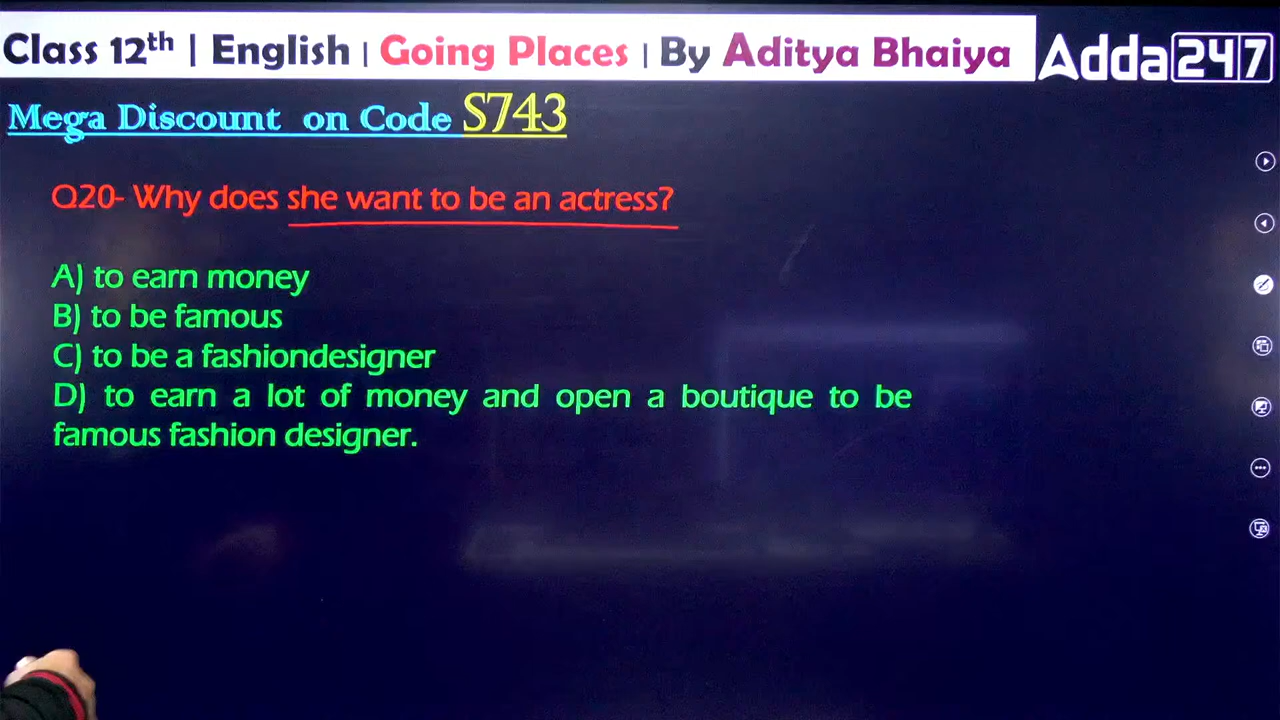 Class 12th | English | Going Places | By Aditya Bhaiya Adda247
Mega Discount on Code S743
Q20- Why does she want to be an actress?
A) to earn money
B) to be famous
C) to be a fashiondesigner
D) to earn a lot of money and open a boutique to be
famous fashion designer.